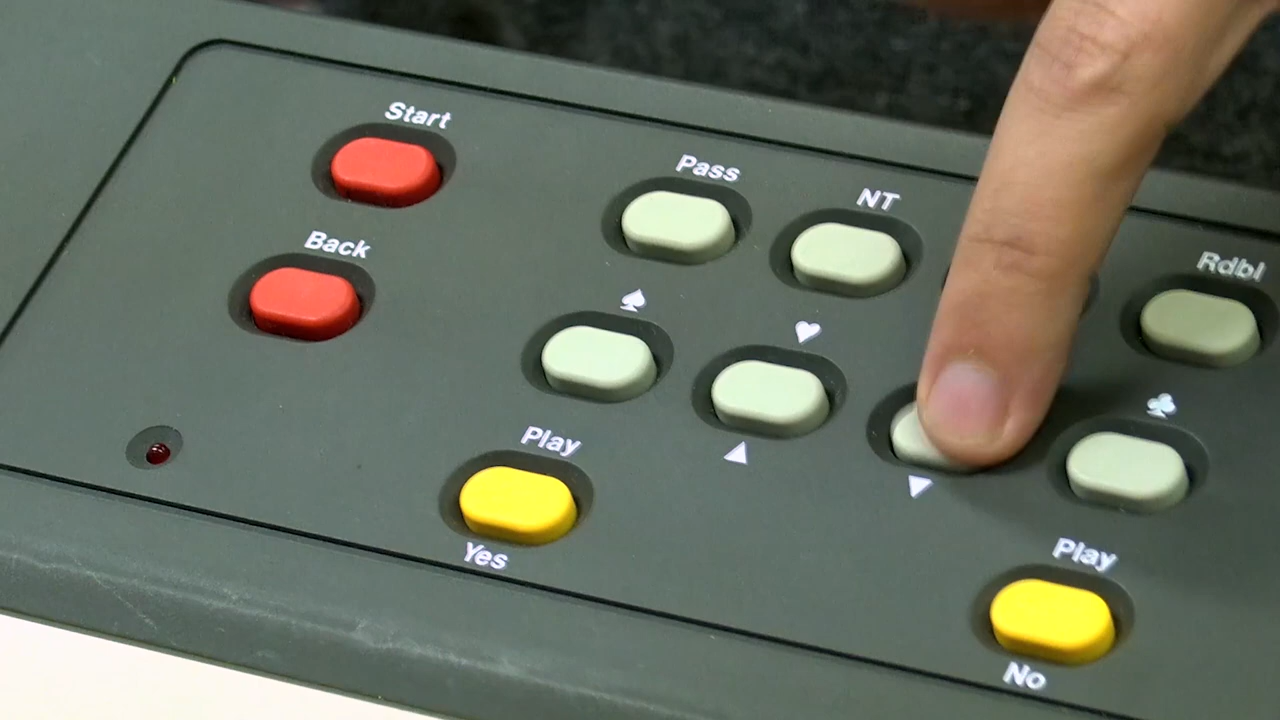 Start
Pass
NT
Rdbl
Back
♠
♥
♣
Play
▲
▼
Yes
Play
No